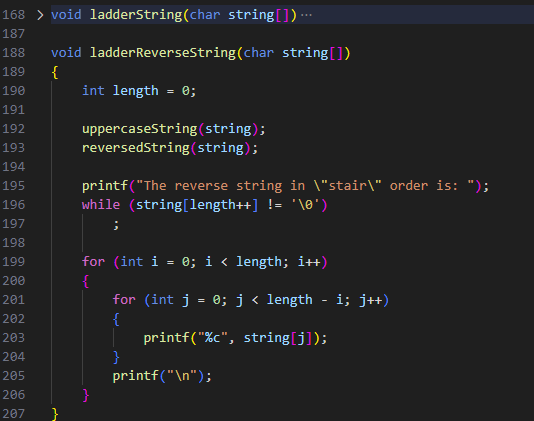 168 > void ladderString(char string[]) ...
187
188 void ladderReverseString(char string[])
189 {
190     int length = 0;
191
192     uppercaseString(string);
193     reversedString(string);
194
195     printf("The reverse string in \"stair\" order is: ");
196     while (string[length++] != '\0')
197         ;
198
199     for (int i = 0; i < length; i++)
200     {
201         for (int j = 0; j < length - i; j++)
202         {
203             printf("%c", string[j]);
204         }
205         printf("\n");
206     }
207 }